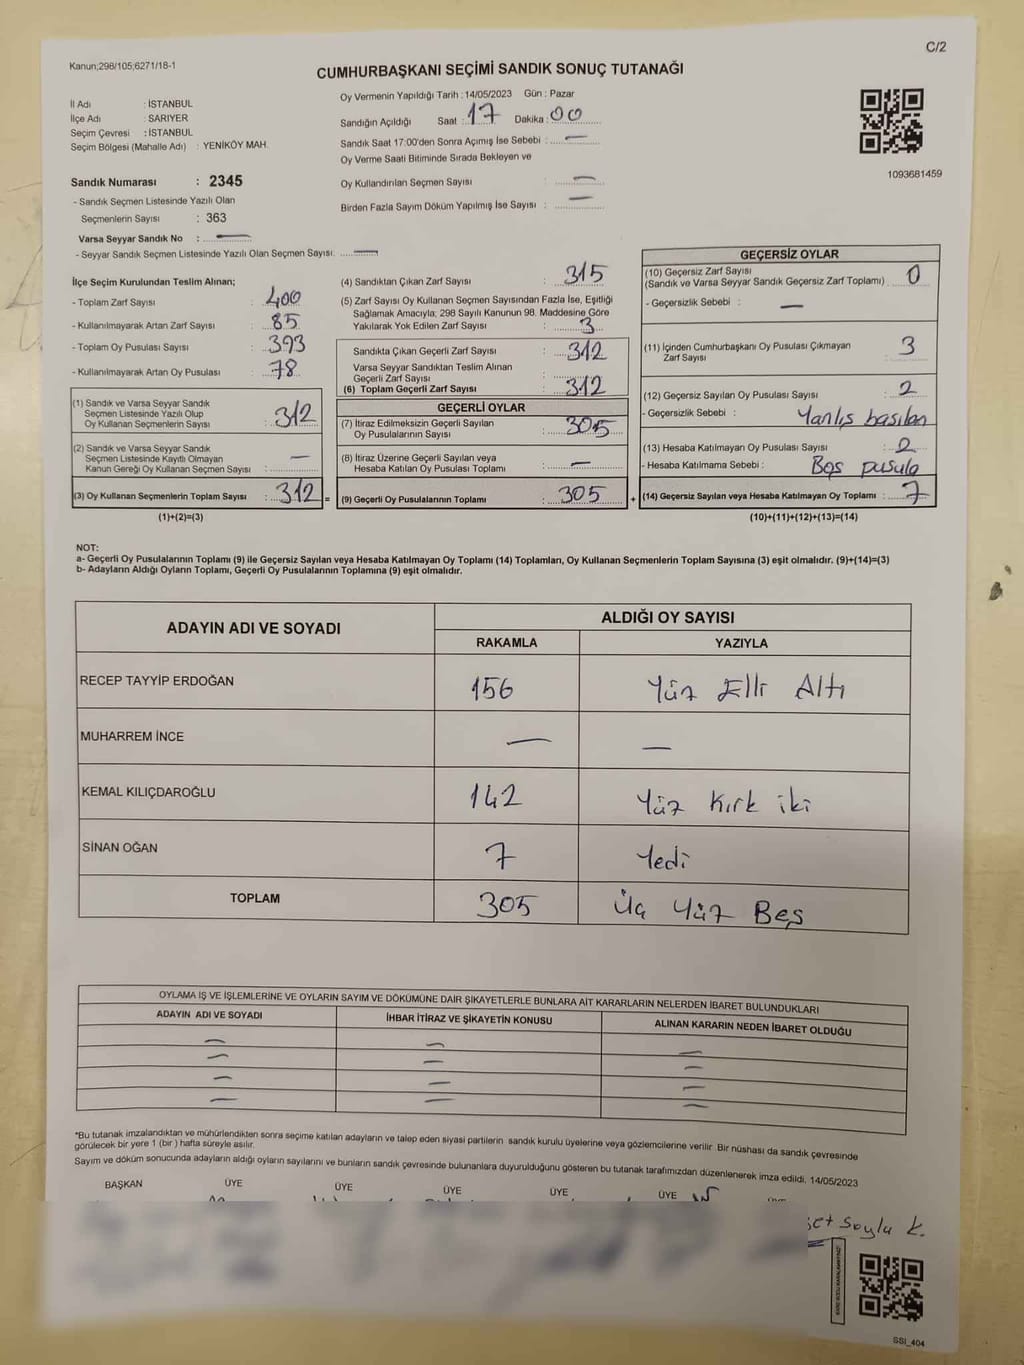 C/2
Kanun;298/105;6271/18-1
CUMHURBAŞKANI SEÇİMİ SANDIK SONUÇ TUTANAĞI
İl Adı : İSTANBUL
İlçe Adı : SARIYER
Seçim Çevresi : İSTANBUL
Seçim Bölgesi (Mahalle Adı) : YENİKÖY MAH.
Sandık Numarası : 2345
- Sandık Seçmen Listesinde Yazılı Olan
Seçmenlerin Sayısı : 363
Varsa Seyyar Sandık No : —
- Seyyar Sandık Seçmen Listesinde Yazılı Olan Seçmen Sayısı: —
Oy Vermenin Yapıldığı Tarih : 14/05/2023 Gün : Pazar
Sandığın Açıldığı Saat : 17 Dakika : 00
Sandık Saat 17:00'den Sonra Açımış İse Sebebi : —
Oy Verme Saati Bitiminde Sırada Bekleyen ve
Oy Kullandırılan Seçmen Sayısı : —
Birden Fazla Sayım Döküm Yapılmış İse Sayısı : —
1093681459
İlçe Seçim Kurulundan Teslim Alınan;
- Toplam Zarf Sayısı : 400
- Kullanılmayarak Artan Zarf Sayısı : 85
- Toplam Oy Pusulası Sayısı : 393
- Kullanılmayarak Artan Oy Pusulası : 78
(1) Sandık ve Varsa Seyyar Sandık
Seçmen Listesinde Yazılı Olup
Oy Kullanan Seçmenlerin Sayısı : 312
(2) Sandık ve Varsa Seyyar Sandık
Seçmen Listesinde Kayıtlı Olmayan
Kanun Gereği Oy Kullanan Seçmen Sayısı : —
(3) Oy Kullanan Seçmenlerin Toplam Sayısı : 312 =
(1)+(2)=(3)
(4) Sandıktan Çıkan Zarf Sayısı : 315
(5) Zarf Sayısı Oy Kullanan Seçmen Sayısından Fazla İse, Eşitliği
Sağlamak Amacıyla; 298 Sayılı Kanunun 98. Maddesine Göre
Yakılarak Yok Edilen Zarf Sayısı : 3
Sandıkta Çıkan Geçerli Zarf Sayısı : 312
Varsa Seyyar Sandıktan Teslim Alınan
Geçerli Zarf Sayısı :
(6) Toplam Geçerli Zarf Sayısı : 312
GEÇERLİ OYLAR
(7) İtiraz Edilmeksizin Geçerli Sayılan
Oy Pusulalarının Sayısı : 305
(8) İtiraz Üzerine Geçerli Sayılan veya
Hesaba Katılan Oy Pusulası Toplamı : —
(9) Geçerli Oy Pusulalarının Toplamı : 305 +
GEÇERSİZ OYLAR
(10) Geçersiz Zarf Sayısı
(Sandık ve Varsa Seyyar Sandık Geçersiz Zarf Toplamı) 0
- Geçersizlik Sebebi : —
(11) İçinden Cumhurbaşkanı Oy Pusulası Çıkmayan
Zarf Sayısı 3
(12) Geçersiz Sayılan Oy Pusulası Sayısı : 2
- Geçersizlik Sebebi : Yanlış basılan
(13) Hesaba Katılmayan Oy Pusulası Sayısı : 2
- Hesaba Katılmama Sebebi : Boş pusula
(14) Geçersiz Sayılan veya Hesaba Katılmayan Oy Toplamı : 7
(10)+(11)+(12)+(13)=(14)
NOT:
a- Geçerli Oy Pusulalarının Toplamı (9) ile Geçersiz Sayılan veya Hesaba Katılmayan Oy Toplamı (14) Toplamları, Oy Kullanan Seçmenlerin Toplam Sayısına (3) eşit olmalıdır. (9)+(14)=(3)
b- Adayların Aldığı Oyların Toplamı, Geçerli Oy Pusulalarının Toplamına (9) eşit olmalıdır.
ADAYIN ADI VE SOYADI
ALDIĞI OY SAYISI
RAKAMLA YAZIYLA
RECEP TAYYİP ERDOĞAN 156 Yüz Elli Altı
MUHARREM İNCE — —
KEMAL KILIÇDAROĞLU 142 Yüz Kırk iki
SİNAN OĞAN 7 Yedi
TOPLAM 305 Üç Yüz Beş
OYLAMA İŞ VE İŞLEMLERİNE VE OYLARIN SAYIM VE DÖKÜMÜNE DAİR ŞİKAYETLERLE BUNLARA AİT KARARLARIN NELERDEN İBARET BULUNDUKLARI
ADAYIN ADI VE SOYADI İHBAR İTİRAZ VE ŞİKAYETİN KONUSU ALINAN KARARIN NEDEN İBARET OLDUĞU
— — —
— — —
— — —
— — —
*Bu tutanak imzalandıktan ve mühürlendikten sonra seçime katılan adayların ve talep eden siyasi partilerin sandık kurulu üyelerine veya gözlemcilerine verilir. Bir nüshası da sandık çevresinde
görülecek bir yere 1 (bir ) hafta süreyle asılır.
Sayım ve döküm sonucunda adayların aldığı oyların sayılarını ve bunların sandık çevresinde bulunanlara duyurulduğunu gösteren bu tutanak tarafımızdan düzenlenerek imza edildi. 14/05/2023
BAŞKAN ÜYE ÜYE ÜYE ÜYE ÜYE
Soylu K.
SSI_404